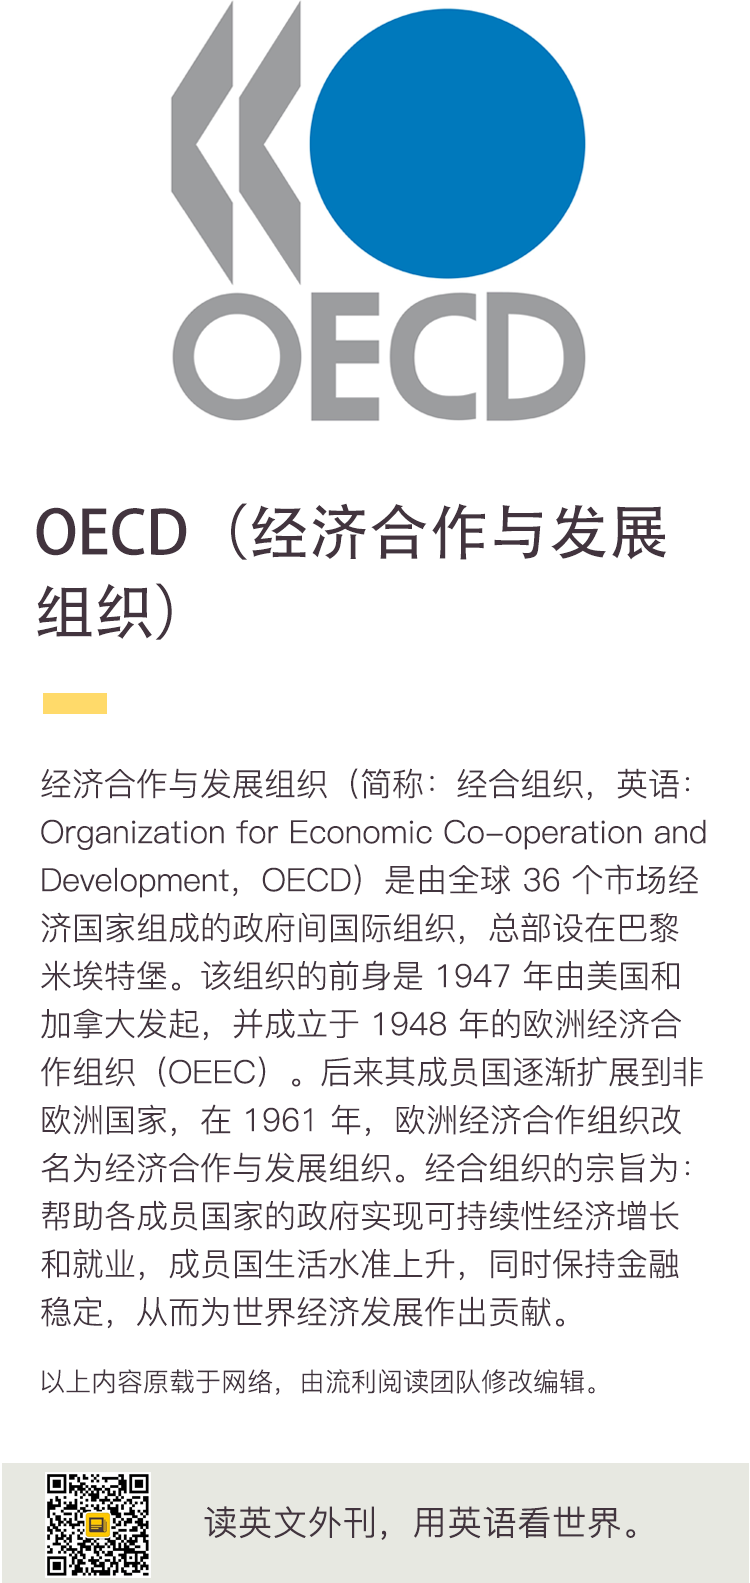 OECD
OECD（经济合作与发展
组织）
经济合作与发展组织（简称：经合组织，英语：
Organization for Economic Co-operation and
Development，OECD）是由全球 36 个市场经
济国家组成的政府间国际组织，总部设在巴黎
米埃特堡。该组织的前身是 1947 年由美国和
加拿大发起，并成立于 1948 年的欧洲经济合
作组织（OEEC）。后来其成员国逐渐扩展到非
欧洲国家，在 1961 年，欧洲经济合作组织改
名为经济合作与发展组织。经合组织的宗旨为：
帮助各成员国家的政府实现可持续性经济增长
和就业，成员国生活水准上升，同时保持金融
稳定，从而为世界经济发展作出贡献。
以上内容原载于网络，由流利阅读团队修改编辑。
读英文外刊，用英语看世界。